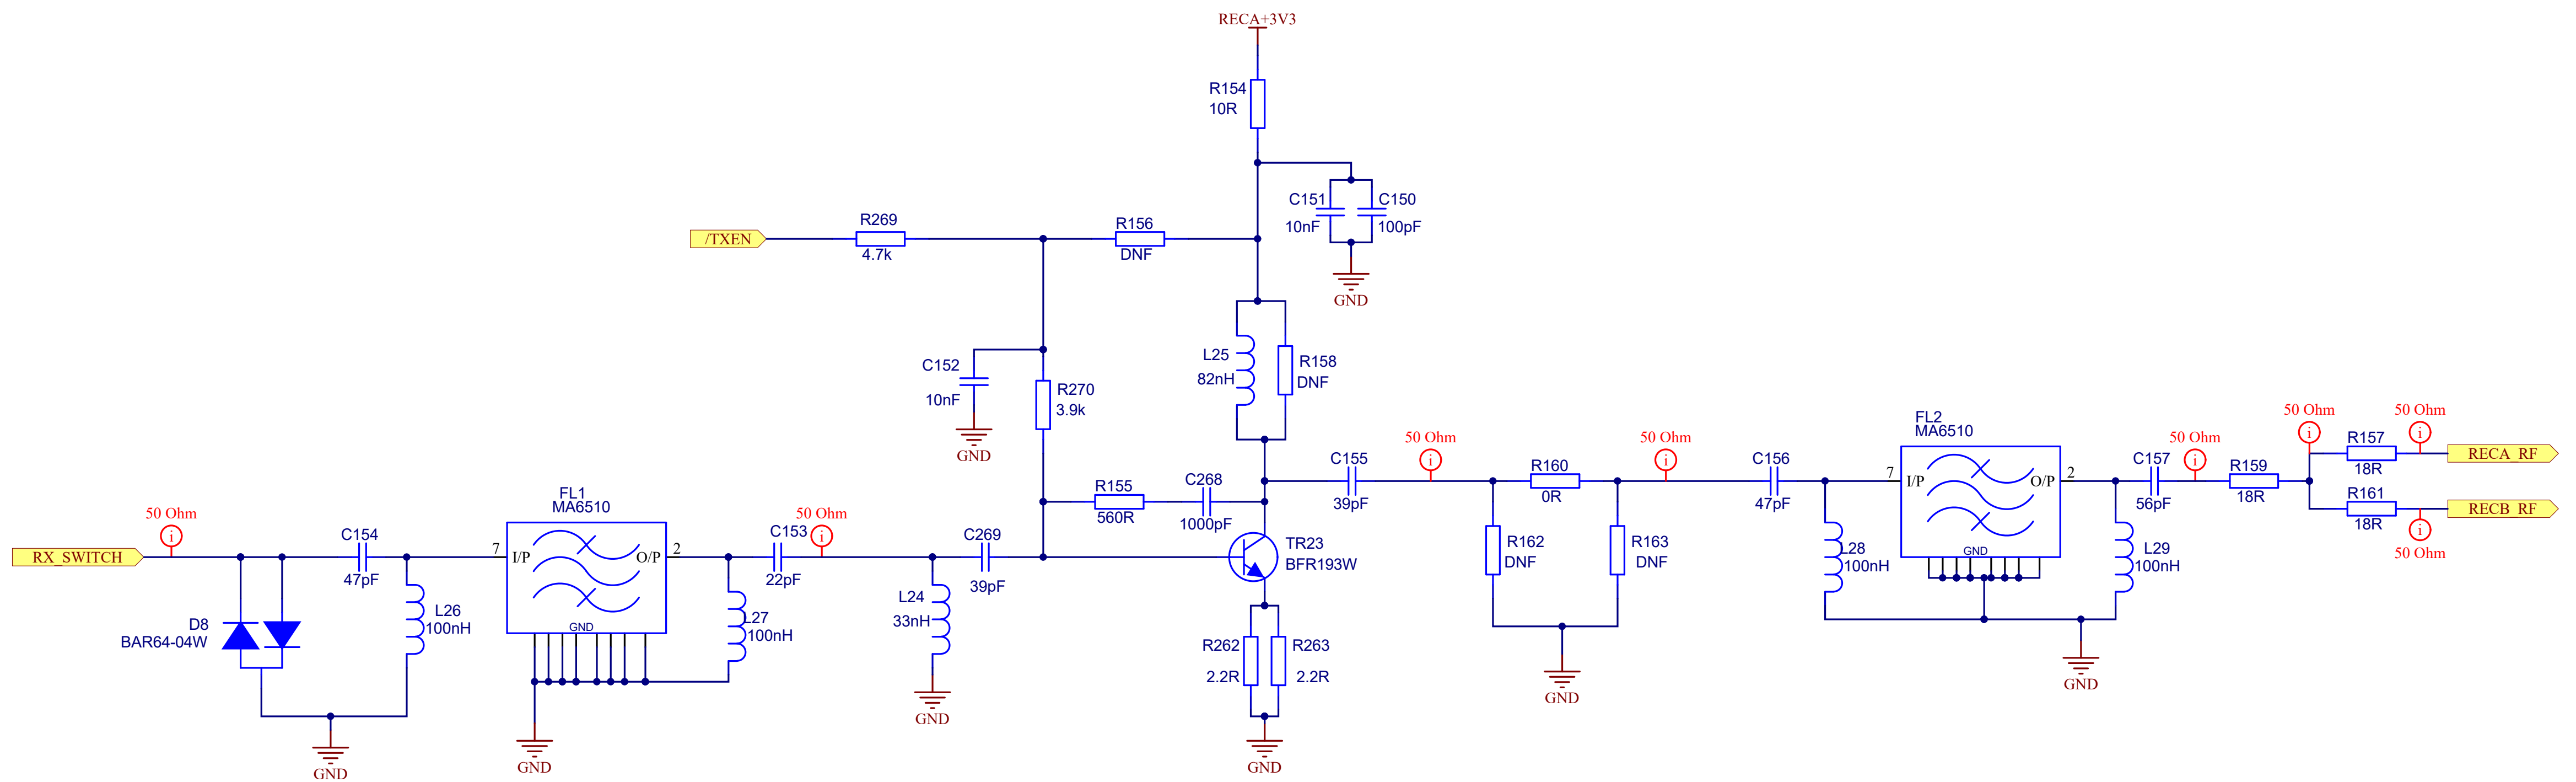 RECA+3V3
R154
10R
C151
10nF
C150
100pF
GND
/TXEN
R269
4.7k
R156
DNF
C152
10nF
GND
R270
3.9k
L25
82nH
R158
DNF
R155
560R
C268
1000pF
C155
39pF
50 Ohm
i
R160
0R
50 Ohm
i
R162
DNF
R163
DNF
GND
C156
47pF
L28
100nH
FL2
MA6510
7
I/P
O/P
2
GND
L29
100nH
GND
C157
56pF
50 Ohm
i
R159
18R
50 Ohm
i
R157
18R
50 Ohm
i
RECA_RF
R161
18R
50 Ohm
i
RECB_RF
RX_SWITCH
50 Ohm
i
D8
BAR64-04W
C154
47pF
L26
100nH
GND
FL1
MA6510
7
I/P
O/P
2
GND
GND
L27
100nH
C153
22pF
50 Ohm
i
L24
33nH
GND
C269
39pF
TR23
BFR193W
R262
2.2R
R263
2.2R
GND